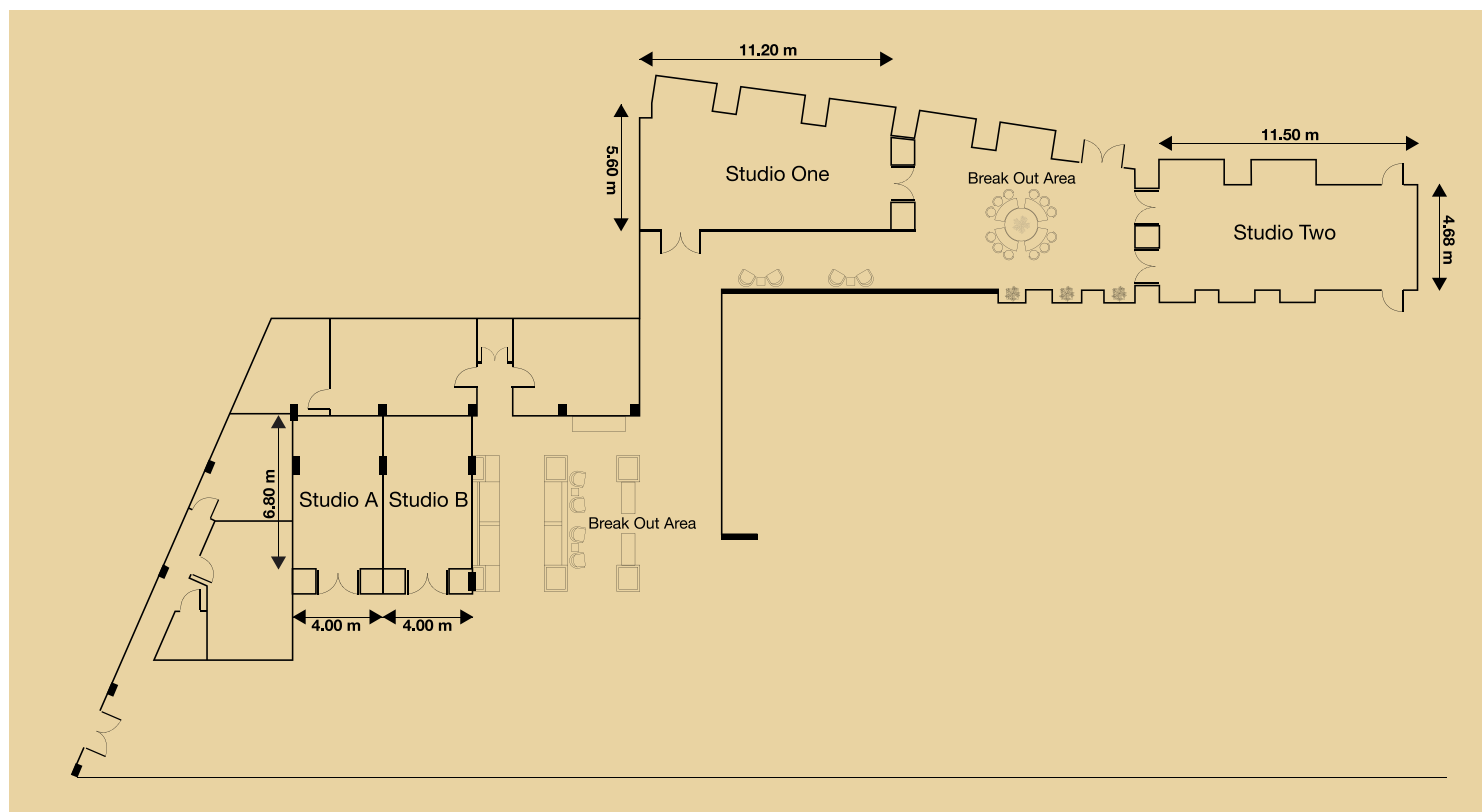 11.20 m
5.60 m
Studio One
Break Out Area
11.50 m
Studio Two
4.68 m
6.80 m
Studio A
Studio B
Break Out Area
4.00 m
4.00 m